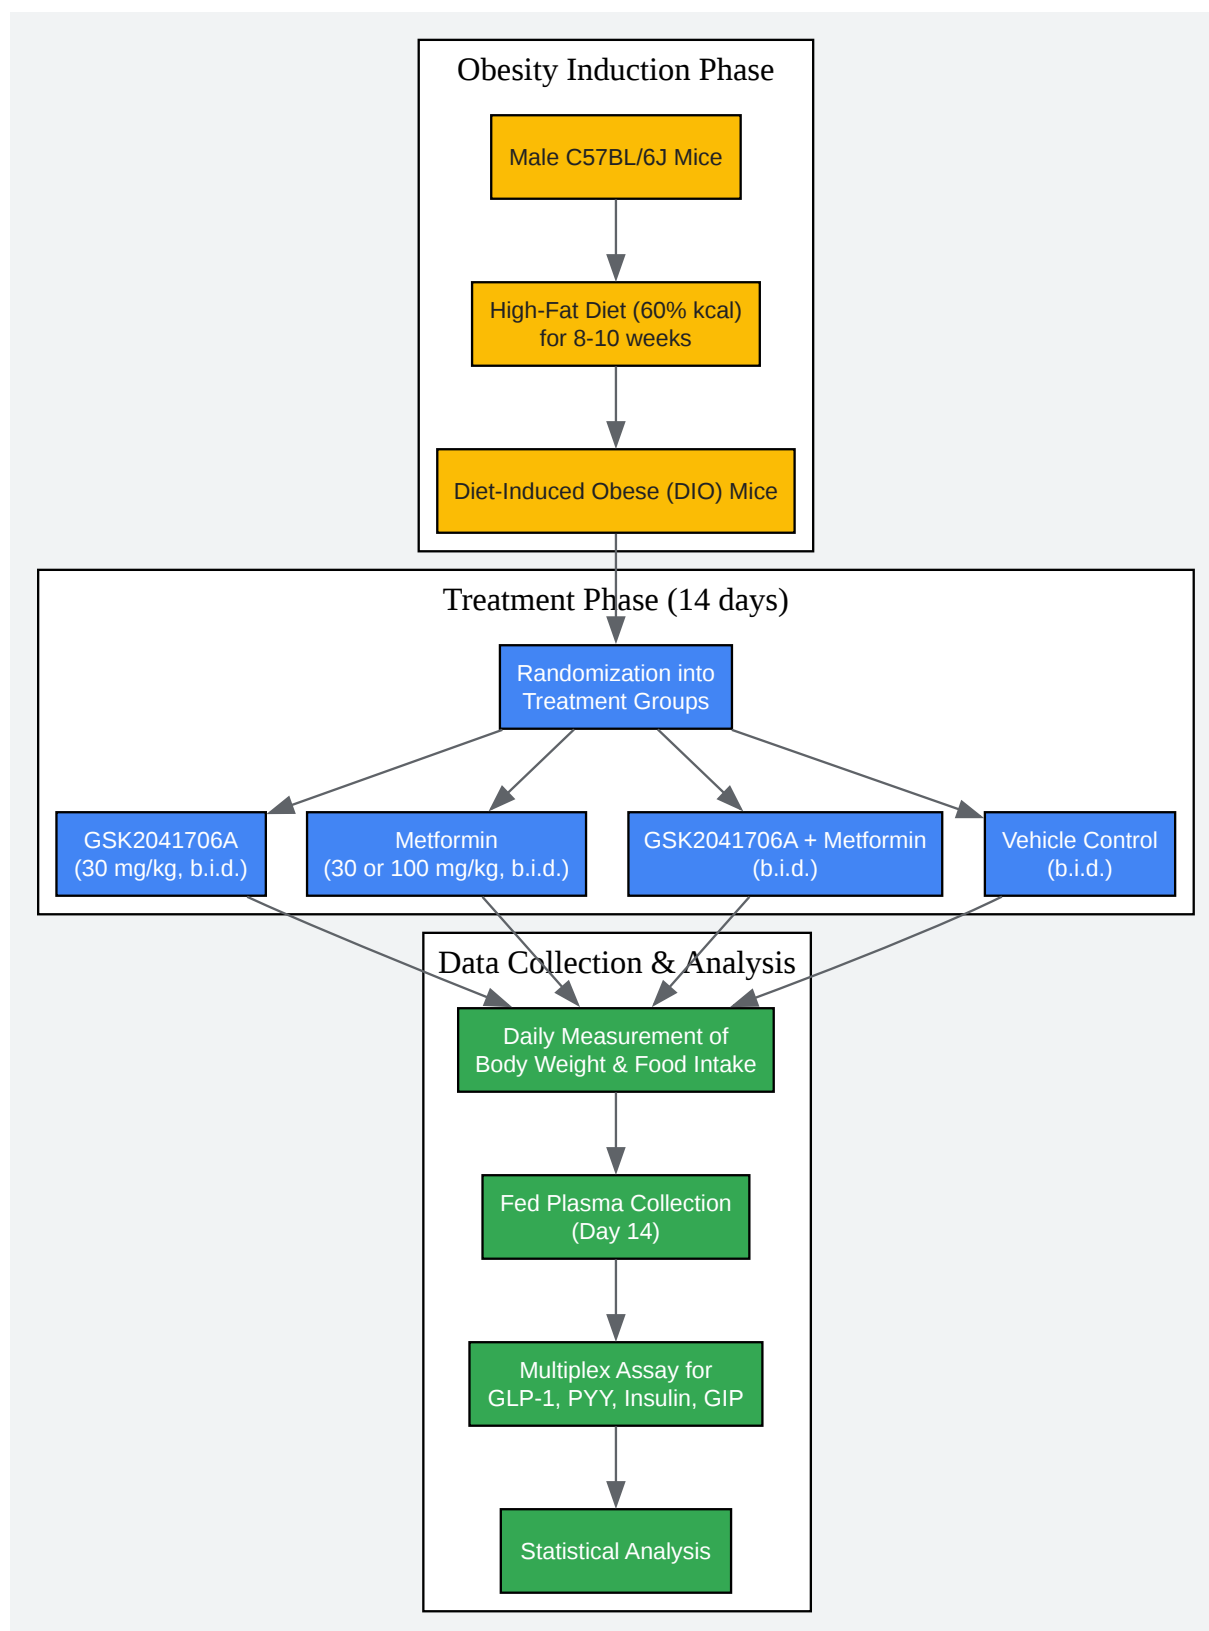 Obesity Induction Phase
Male C57BL/6J Mice
High-Fat Diet (60% kcal)
for 8-10 weeks
Diet-Induced Obese (DIO) Mice
Treatment Phase (14 days)
Randomization into
Treatment Groups
GSK2041706A
(30 mg/kg, b.i.d.)
Metformin
(30 or 100 mg/kg, b.i.d.)
GSK2041706A + Metformin
(b.i.d.)
Vehicle Control
(b.i.d.)
Data Collection & Analysis
Daily Measurement of
Body Weight & Food Intake
Fed Plasma Collection
(Day 14)
Multiplex Assay for
GLP-1, PYY, Insulin, GIP
Statistical Analysis